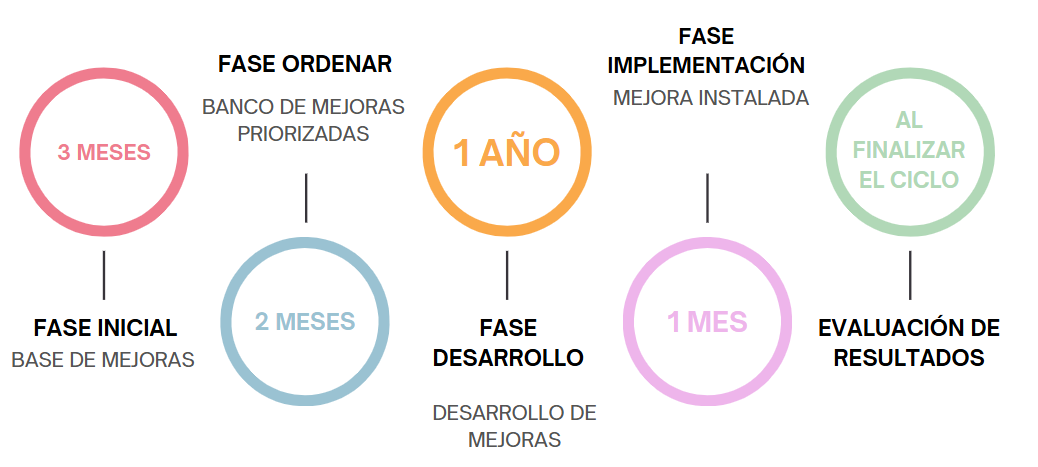 3 MESES
FASE INICIAL
BASE DE MEJORAS
FASE ORDENAR
BANCO DE MEJORAS
PRIORIZADAS
2 MESES
1 AÑO
FASE
DESARROLLO
DESARROLLO DE
MEJORAS
FASE
IMPLEMENTACIÓN
MEJORA INSTALADA
1 MES
AL
FINALIZAR
EL CICLO
EVALUACIÓN DE
RESULTADOS